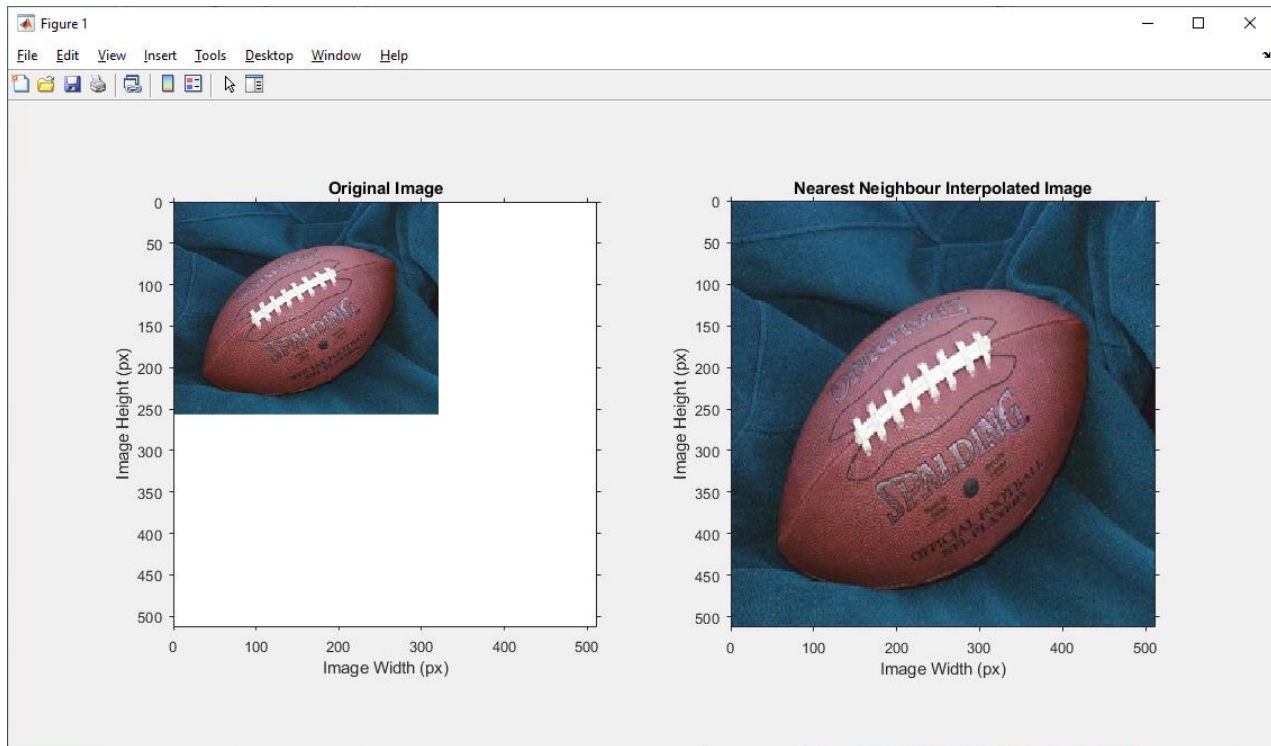 Figure 1
File Edit View Insert Tools Desktop Window Help
Original Image
0
50
100
150
200
250
300
350
400
450
500
Image Height (px)
SPALDING
0 100 200 300 400 500
Image Width (px)
Nearest Neighbour Interpolated Image
0
50
100
150
200
250
300
350
400
450
500
Image Height (px)
SPALDING
OFFICIAL FOOTBALL
NFL PLAYERS
0 100 200 300 400 500
Image Width (px)